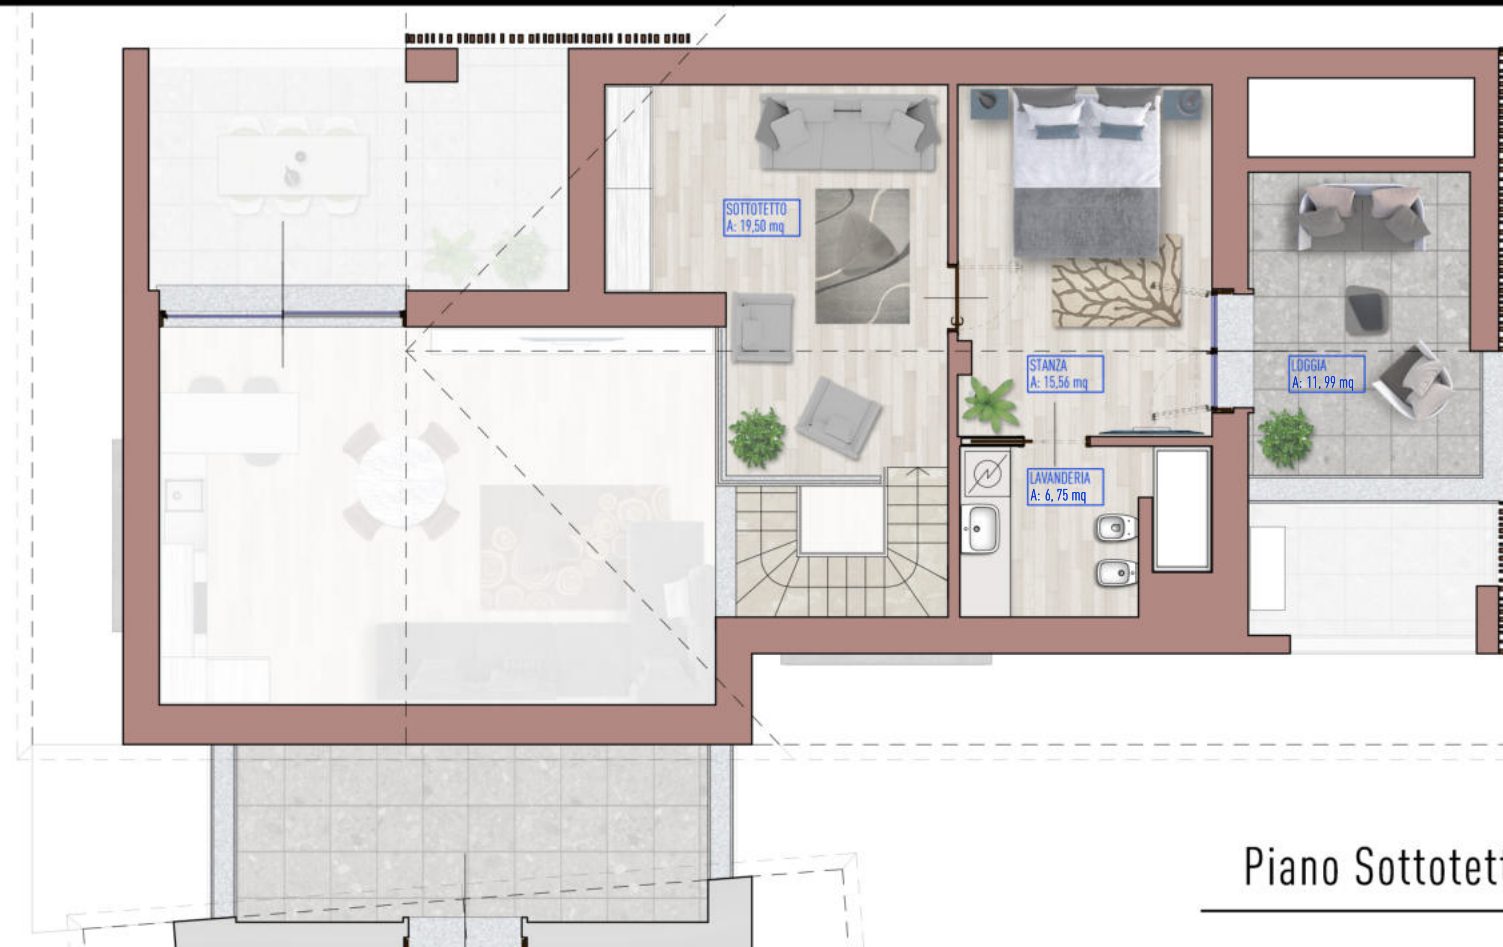 SOTTOTETTO
A: 19,50 mq
STANZA
A: 15,56 mq
LOGGIA
A: 11, 99 mq
LAVANDERIA
A: 6, 75 mq
Piano Sottotett